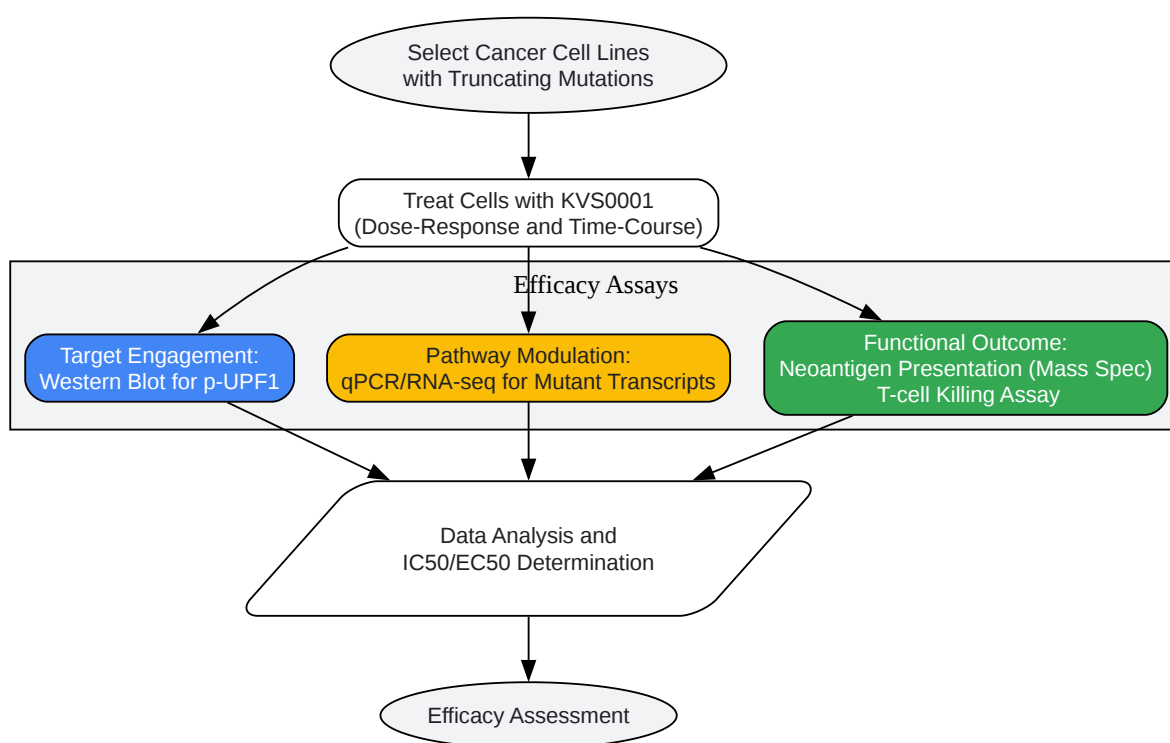 Select Cancer Cell Lines
with Truncating Mutations
Treat Cells with KVS0001
(Dose-Response and Time-Course)
Efficacy Assays
Target Engagement:
Western Blot for p-UPF1
Pathway Modulation:
qPCR/RNA-seq for Mutant Transcripts
Functional Outcome:
Neoantigen Presentation (Mass Spec)
T-cell Killing Assay
Data Analysis and
IC50/EC50 Determination
Efficacy Assessment